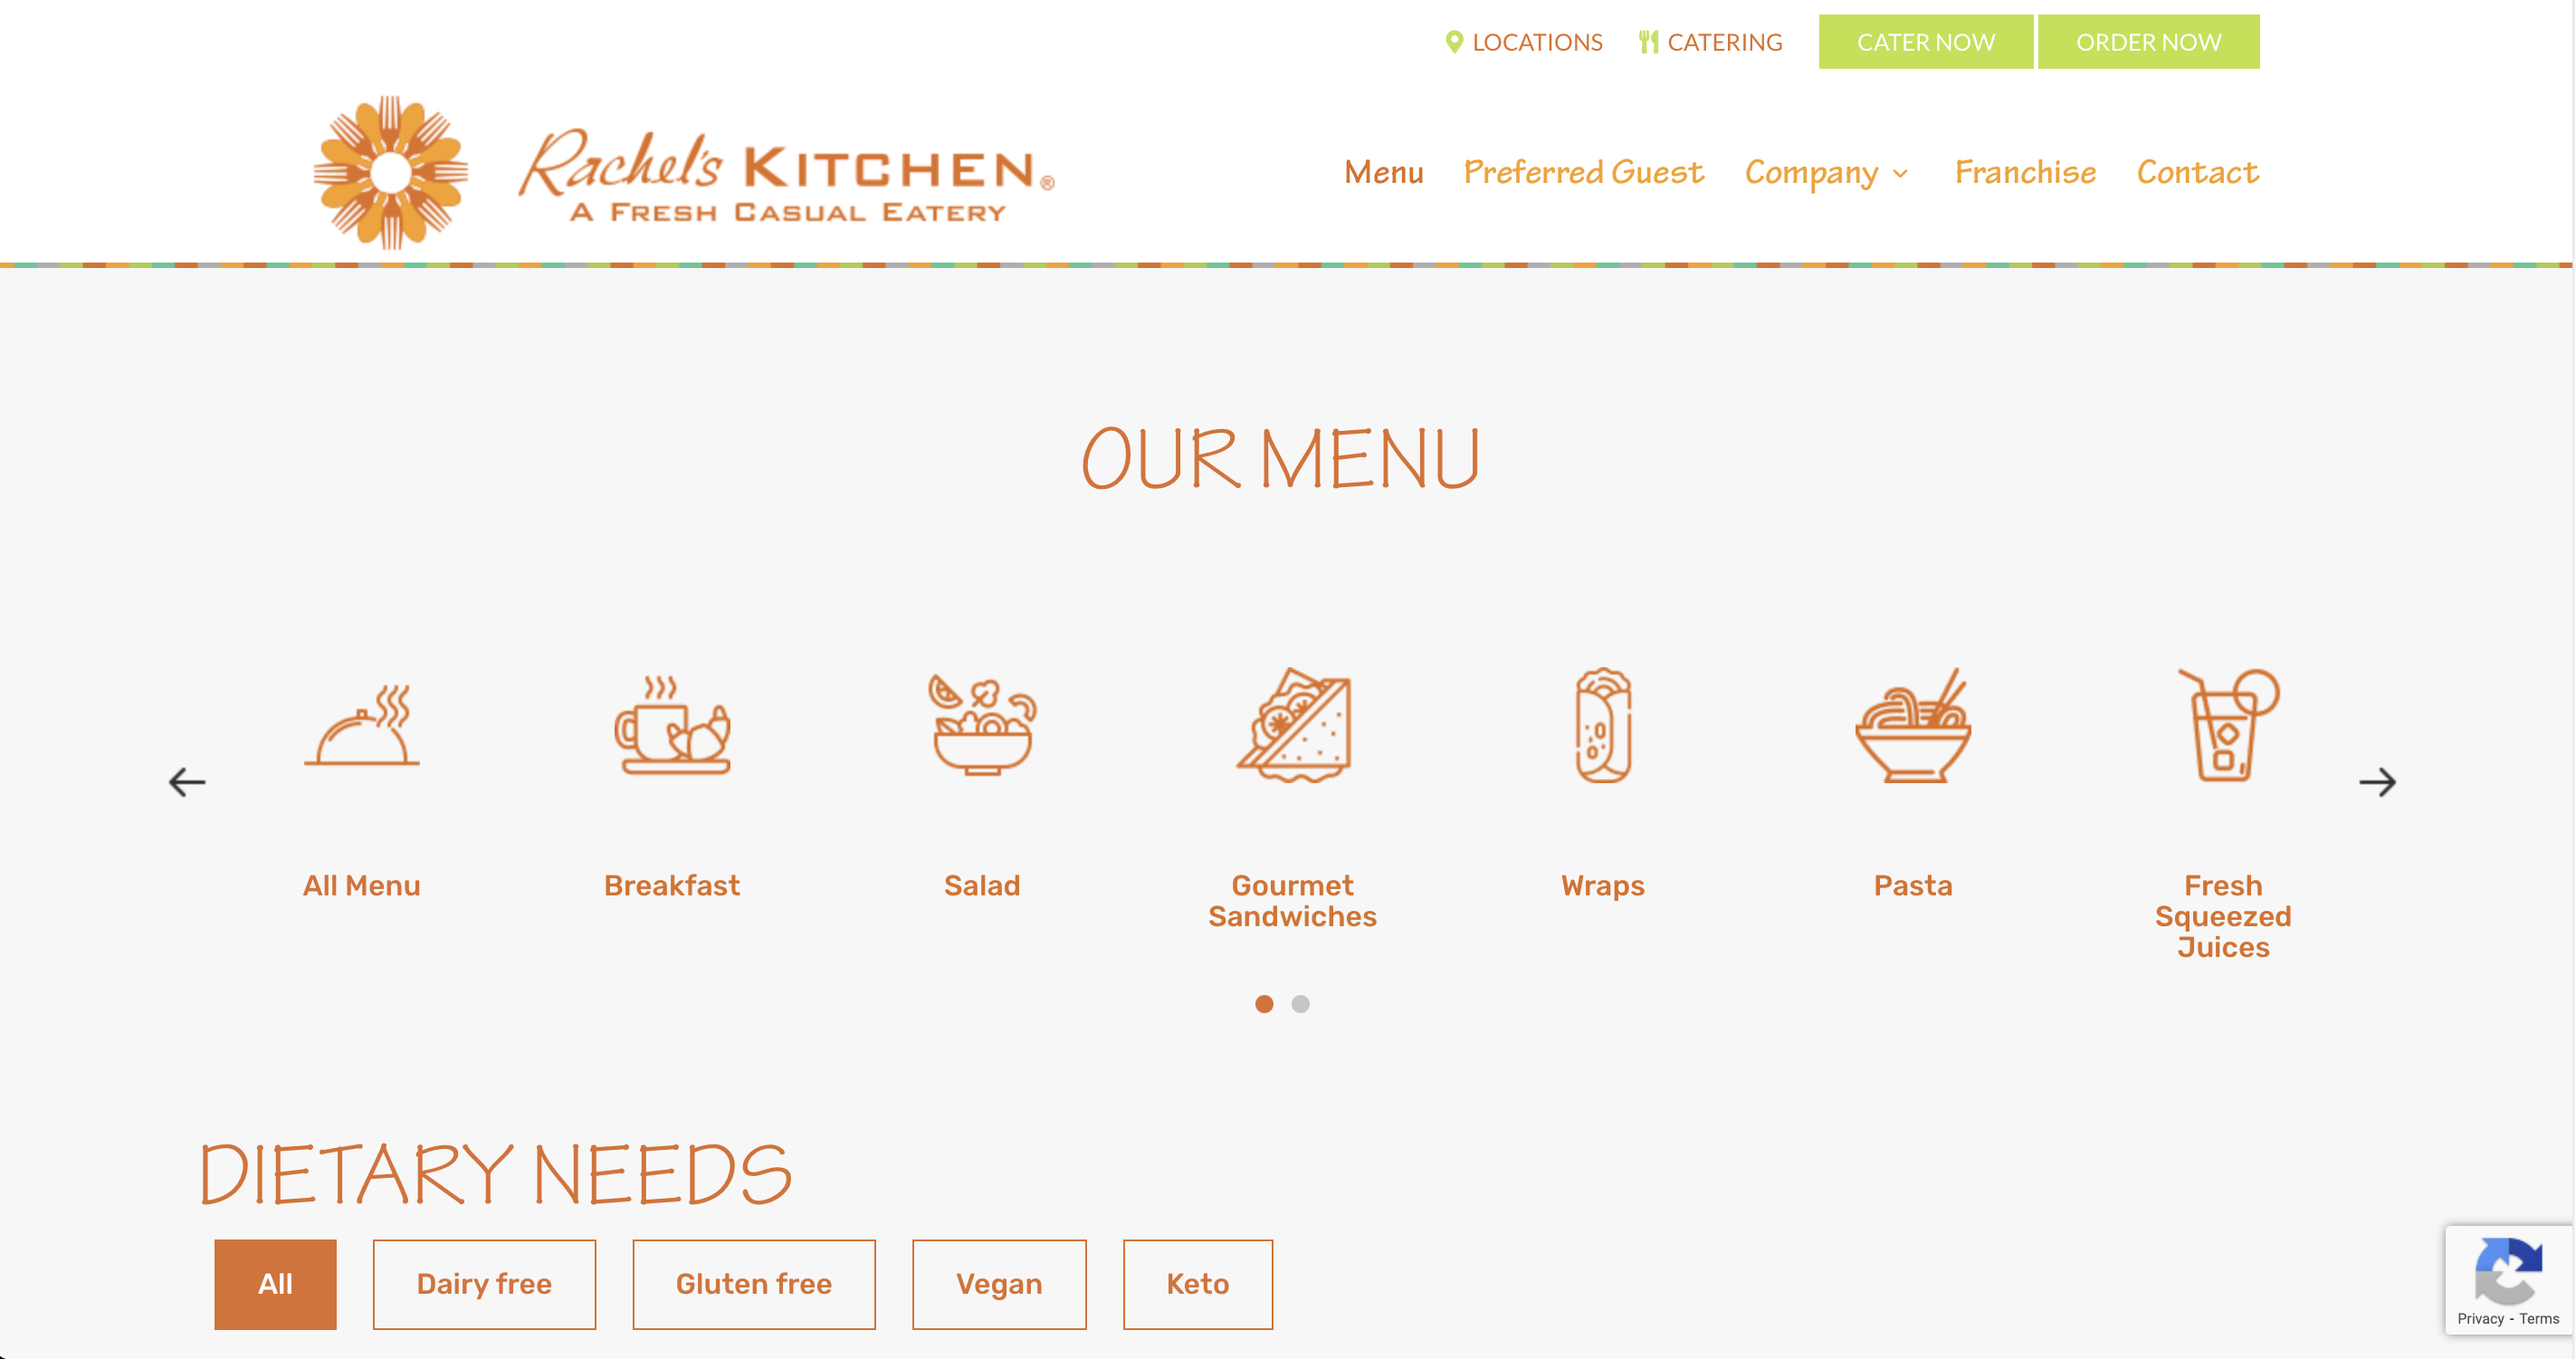 LOCATIONS CATERING CATER NOW ORDER NOW
Rachel's KITCHEN®
A FRESH CASUAL EATERY
Menu Preferred Guest Company Franchise Contact
OUR MENU
All Menu
Breakfast
Salad
Gourmet
Sandwiches
Wraps
Pasta
Fresh
Squeezed
Juices
DIETARY NEEDS
All Dairy free Gluten free Vegan Keto
Privacy - Terms